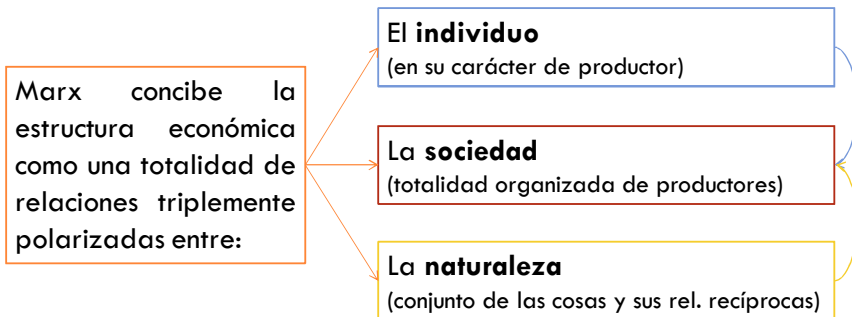 Marx concibe la
estructura económica
como una totalidad de
relaciones triplemente
polarizadas entre:
El individuo
(en su carácter de productor)
La sociedad
(totalidad organizada de productores)
La naturaleza
(conjunto de las cosas y sus rel. recíprocas)